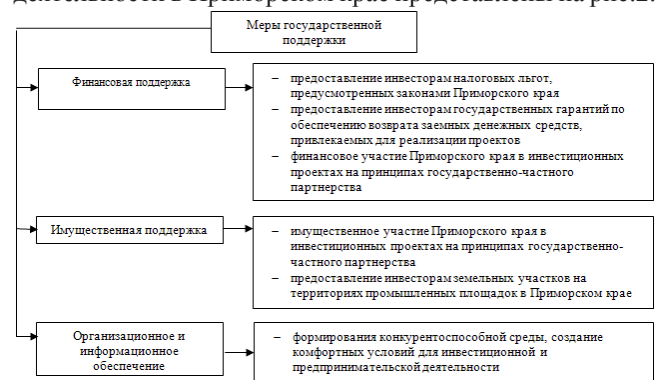 деятельности в Приморском крае представлены на рис.2.
Меры государственной
поддержки
Финансовая поддержка
– предоставление инвесторам налоговых льгот,
предусмотренных законами Приморского края
– предоставление инвесторам государственных гарантий по
обеспечению возврата заемных денежных средств,
привлекаемых для реализации проектов
– финансовое участие Приморского края в инвестиционных
проектах на принципах государственно-частного
партнерства
Имущественная поддержка
– имущественное участие Приморского края в
инвестиционных проектах на принципах государственно-
частного партнерства
– предоставление инвесторам земельных участков на
территориях промышленных площадок в Приморском крае
Организационное и
информационное
обеспечение
– формирования конкурентоспособной среды, создание
комфортных условий для инвестиционной и
предпринимательской деятельности